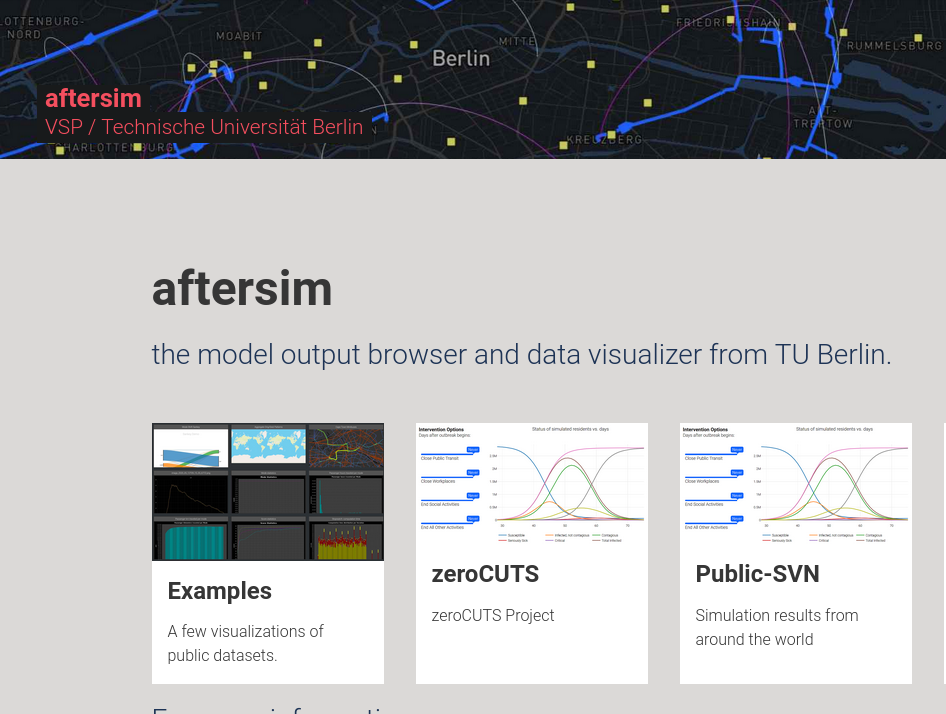 LOTTENBURG-
NORD
MOABIT
MITTE
FRIEDRICHSHAIN
Berlin
RUMMELSBURG
aftersim
ALT-
TREPTOW
VSP / Technische Universität Berlin
KREUZBERG
CHARLOTTENBURG
aftersim
the model output browser and data visualizer from TU Berlin.
Intervention Options
Days after outbreak begins:
Close Public Transit
Close Workplaces
End Social Activities
End All Other Activities
Status of simulated residents vs. days
Intervention Options
Days after outbreak begins:
Close Public Transit
Close Workplaces
End Social Activities
End All Other Activities
Status of simulated residents vs. days
Examples
A few visualizations of
public datasets.
zeroCUTS
zeroCUTS Project
Public-SVN
Simulation results from
around the world